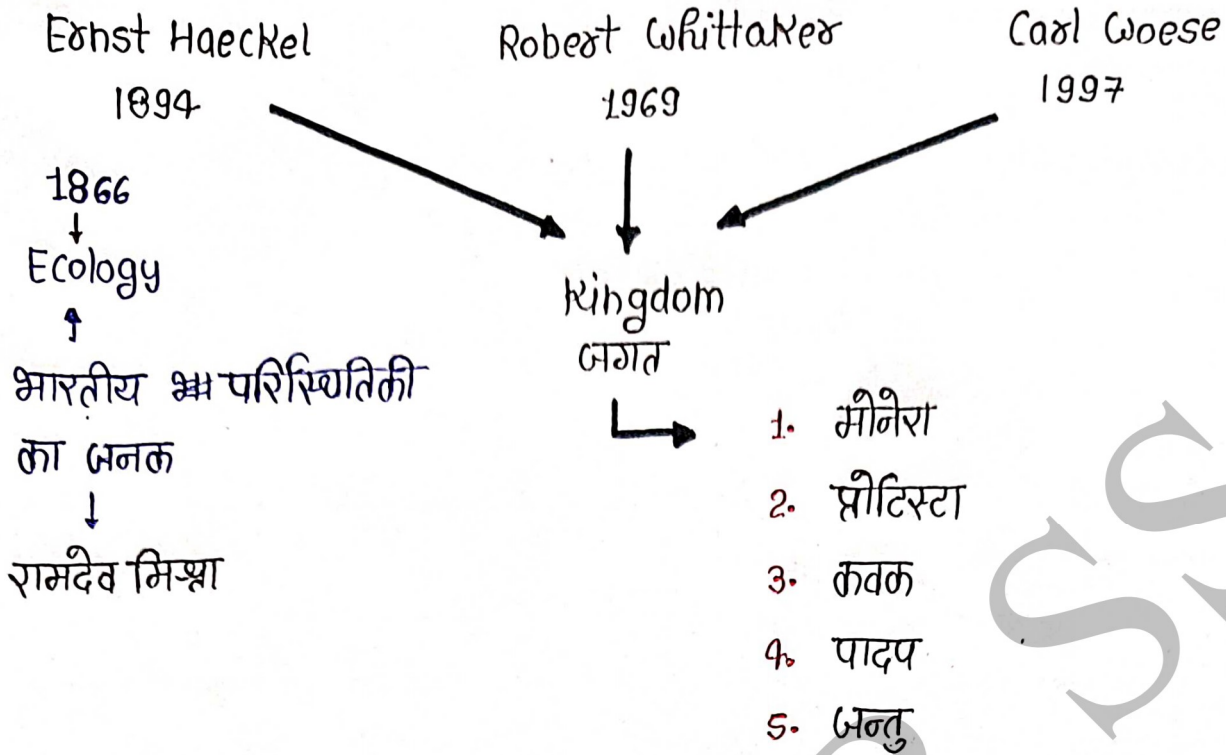 Ernst Haeckel
1894
Robert Whittaker
1969
Carl Woese
1997
1866
Ecology
भारतीय परिस्थितिकी
का जनक
रामदेव मिश्रा
Kingdom
जगत
1. मोनेरा
2. प्रोटिस्टा
3. कवक
4. पादप
5. जन्तु
SS